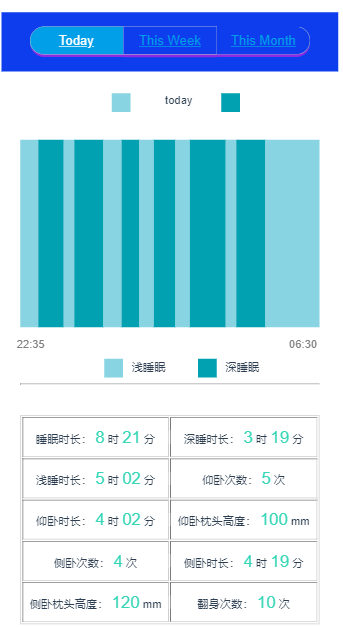 Today This Week This Month
today
22:35 06:30
浅睡眠 深睡眠
睡眠时长： 8 时 21 分 深睡时长： 3 时 19 分
浅睡时长： 5 时 02 分 仰卧次数： 5 次
仰卧时长： 4 时 02 分 仰卧枕头高度： 100 mm
侧卧次数： 4 次 侧卧时长： 4 时 19 分
侧卧枕头高度： 120 mm 翻身次数： 10 次